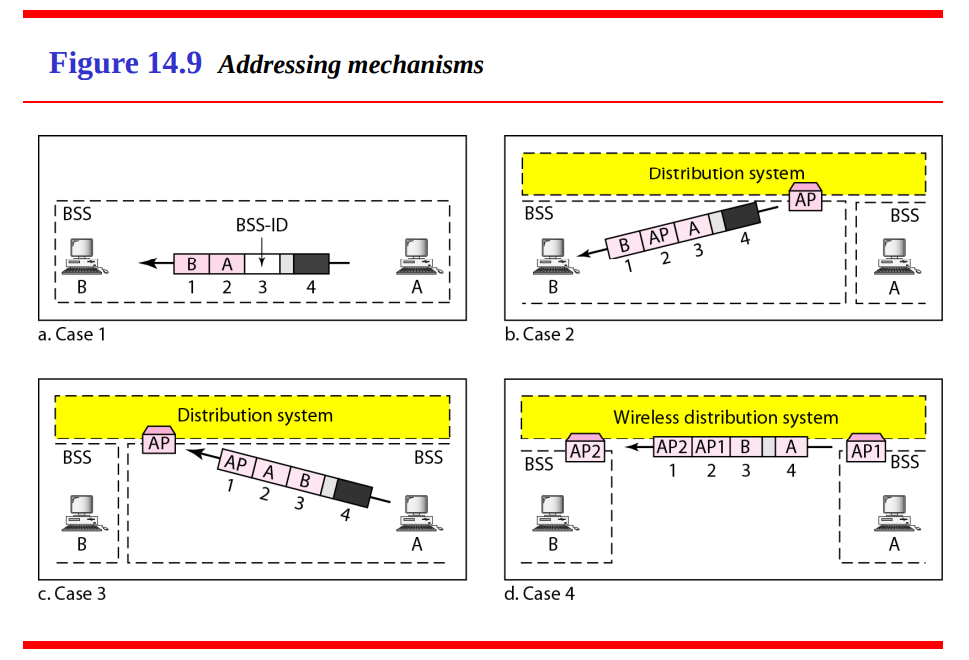 Figure 14.9 Addressing mechanisms
BSS
BSS-ID
B A
B
1 2 3 4
A
a. Case 1
Distribution system
AP
BSS
BSS
B AP A
1 2 3 4
B
A
b. Case 2
Distribution system
AP
BSS
BSS
AP A B
1 2 3 4
B
A
c. Case 3
Wireless distribution system
AP2
AP2 AP1 B A
AP1
BSS
1 2 3 4
BSS
B
A
d. Case 4